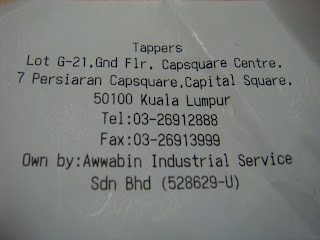 Tappers
Lot G-21,Gnd Flr, Capsquare Centre,
7 Persiaran Capsquare,Capital Square,
50100 Kuala Lumpur
Tel:03-26912888
Fax:03-26913999
Own by:Awwabin Industrial Service
Sdn Bhd (528629-U)